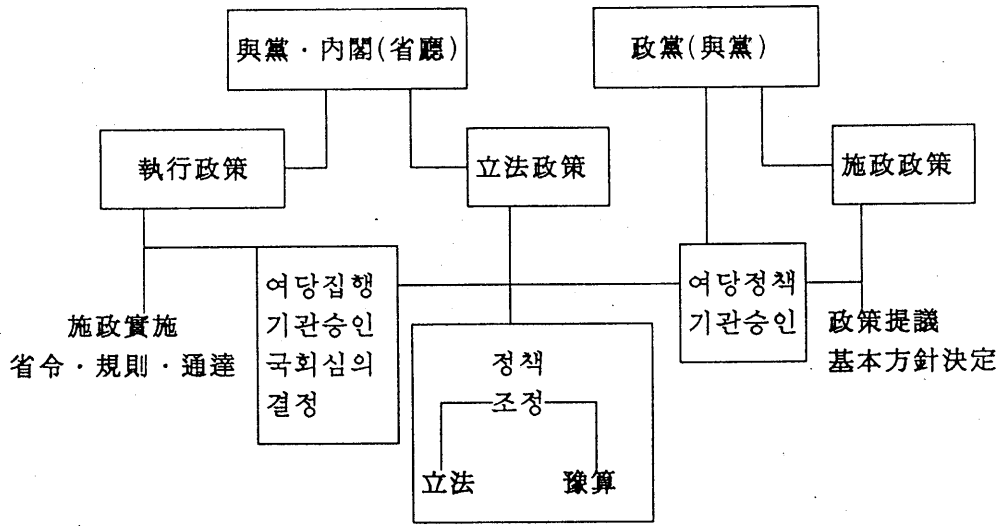 與黨·內閣(省廳)
政黨(與黨)
執行政策
立法政策
施政政策
여당집행
기관승인
국회심의
결정
여당정책
기관승인
施政實施
省令·規則·通達
政策提議
基本方針決定
정책
조정
立法
豫算